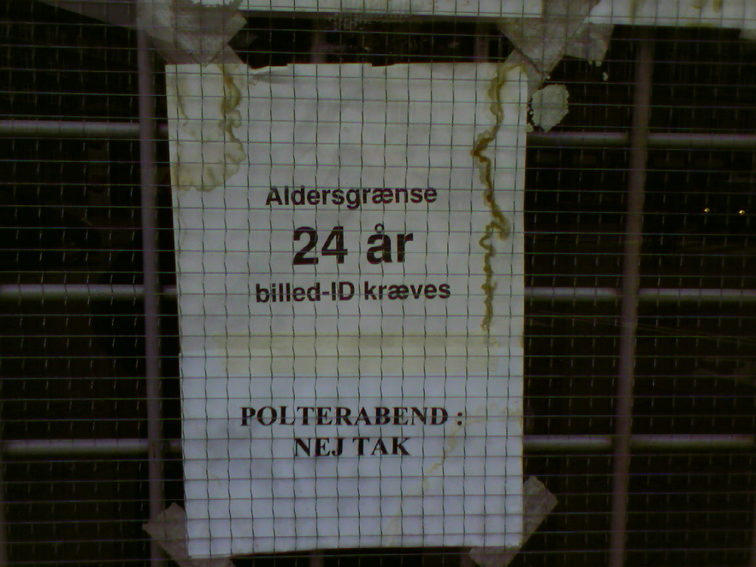 Aldersgrænse
24 år
billed-ID kræves
POLTERABEND :
NEJ TAK